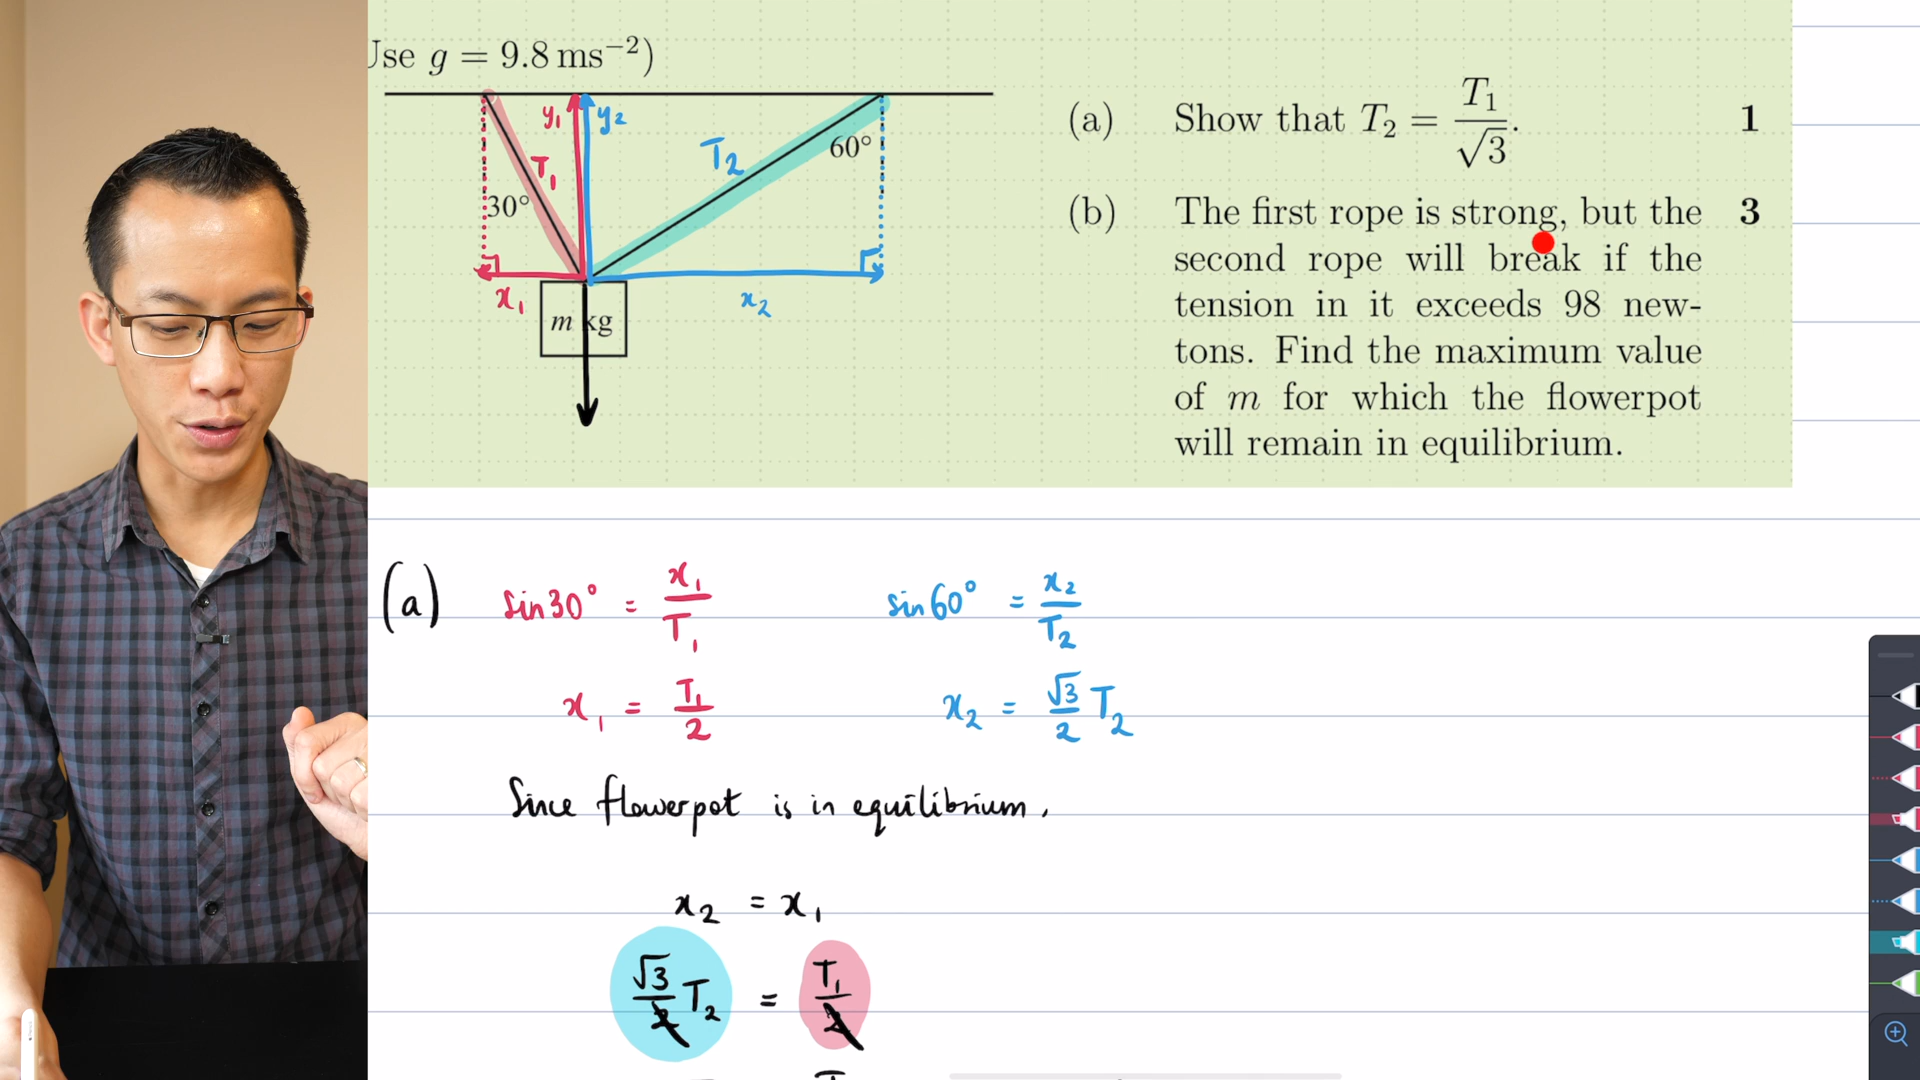 Use g = 9.8 ms⁻²)
y₁
y₂
T₁
T₂
30°
60°
x₁
x₂
m kg
(a) Show that T₂ = T₁/√3. 1
(b) The first rope is strong, but the 3
second rope will break if the
tension in it exceeds 98 new-
tons. Find the maximum value
of m for which the flowerpot
will remain in equilibrium.
(a) sin30° = x₁/T₁ sin60° = x₂/T₂
x₁ = T₁/2 x₂ = √3/2 T₂
Since flowerpot is in equilibrium,
x₂ = x₁
√3/2 T₂ = T₁/2